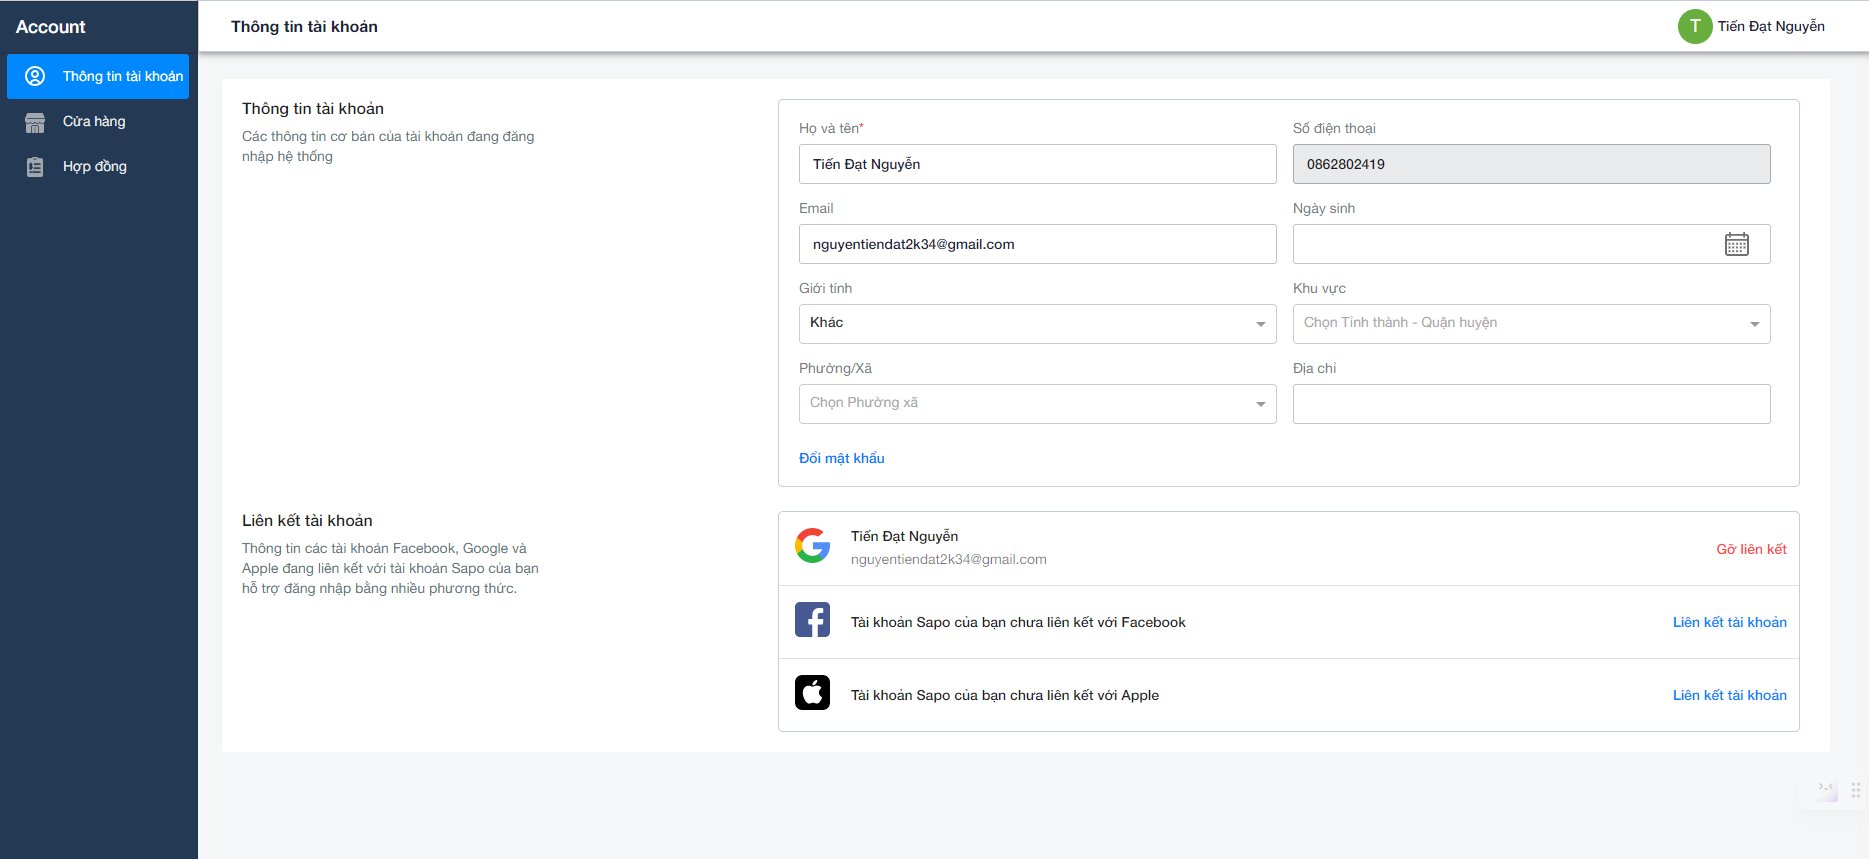 Account
Thông tin tài khoản
T
Tiến Đạt Nguyễn
Thông tin tài khoản
Cửa hàng
Hợp đồng
Thông tin tài khoản
Các thông tin cơ bản của tài khoản đang đăng
nhập hệ thống
Họ và tên*
Số điện thoại
Tiến Đạt Nguyễn
0862802419
Email
Ngày sinh
nguyentiendat2k34@gmail.com
Giới tính
Khu vực
Khác
Chọn Tỉnh thành - Quận huyện
Phường/Xã
Địa chỉ
Chọn Phường xã
Đổi mật khẩu
Liên kết tài khoản
Thông tin các tài khoản Facebook, Google và
Apple đang liên kết với tài khoản Sapo của bạn
hỗ trợ đăng nhập bằng nhiều phương thức.
Tiến Đạt Nguyễn
nguyentiendat2k34@gmail.com
Gỡ liên kết
Tài khoản Sapo của bạn chưa liên kết với Facebook
Liên kết tài khoản
Tài khoản Sapo của bạn chưa liên kết với Apple
Liên kết tài khoản